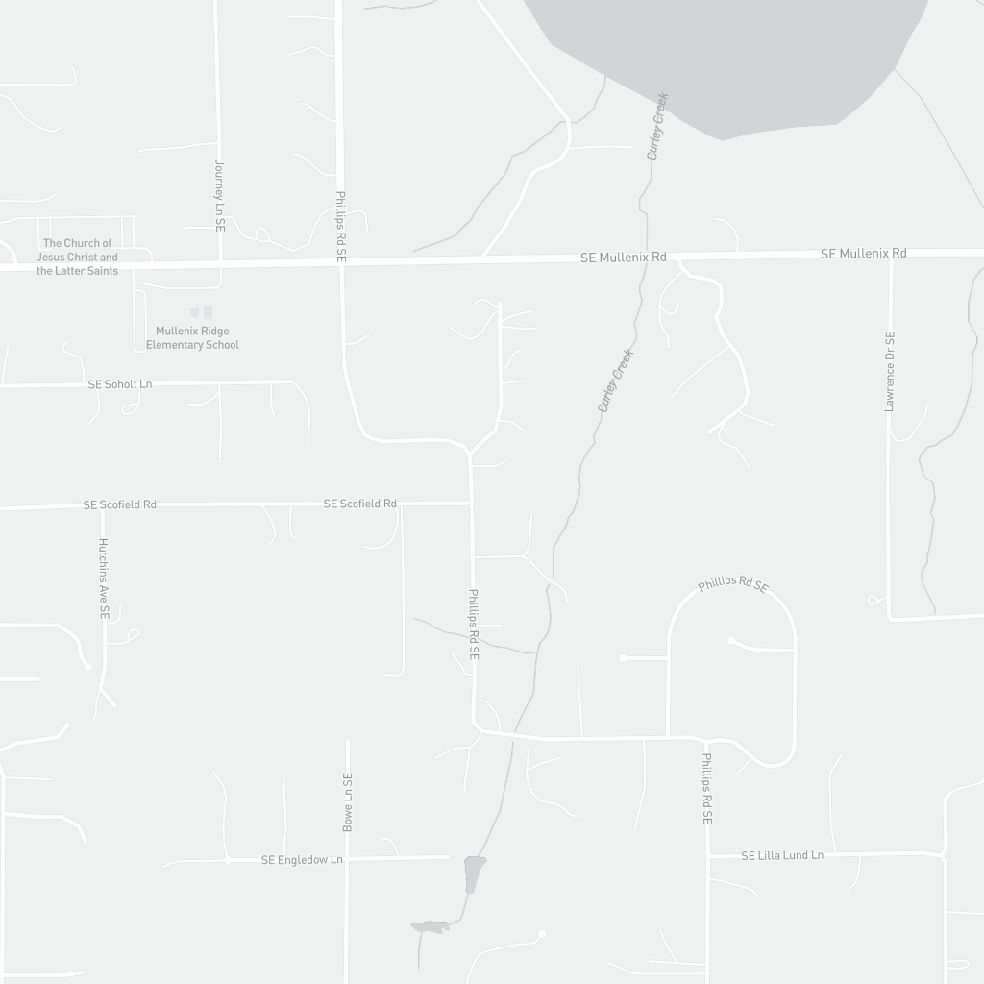 Curley Creek
Journey Ln SE
Phillips Rd SE
The Church of
Jesus Christ and
the Latter Saints
SE Mullenix Rd
SE Mullenix Rd
Mullenix Ridge
Elementary School
Lawrence Dr. SE
Curley Creek
SE Soholt Ln
SE Scofield Rd
SE Scofield Rd
Hutchins Ave SE
Phillips Rd SE
Phillips Rd SE
Phillips Rd SE
Bowe Ln SE
SE Engledow Ln
SE Lilla Lund Ln